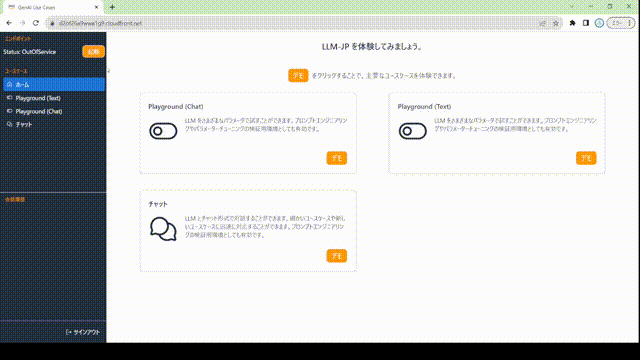 GenAI Use Cases
エンドポイント
Status: OutOfService
起動
ユースケース
ホーム
Playground (Text)
Playground (Chat)
チャット
会話履歴
サインアウト
LLM-JP を体験してみましょう。
デモ をクリックすることで、主要なユースケースを体験できます。
Playground (Chat)
LLM をさまざまなパラメータで試すことができます。プロンプトエンジニアリン
グやパラメーターチューニングの検証用環境としても有効です。
デモ
Playground (Text)
LLM をさまざまなパラメータで試すことができます。プロンプトエンジニアリン
グやパラメーターチューニングの検証用環境としても有効です。
デモ
チャット
LLM とチャット形式で対話することができます。細かいユースケースや新し
いユースケースに迅速に対応することができます。プロンプトエンジニアリン
グの検証用環境としても有効です。
デモ